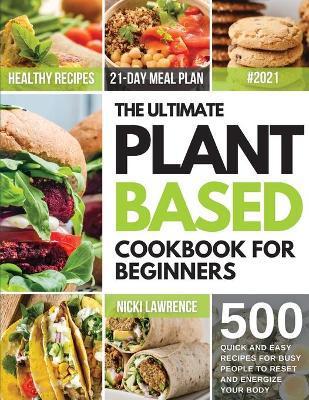 HEALTHY RECIPES
21-DAY MEAL PLAN
#2021
THE ULTIMATE
PLANT
BASED
COOKBOOK FOR
BEGINNERS
NICKI LAWRENCE
500
QUICK AND EASY
RECIPES FOR BUSY
PEOPLE TO RESET
AND ENERGIZE
YOUR BODY